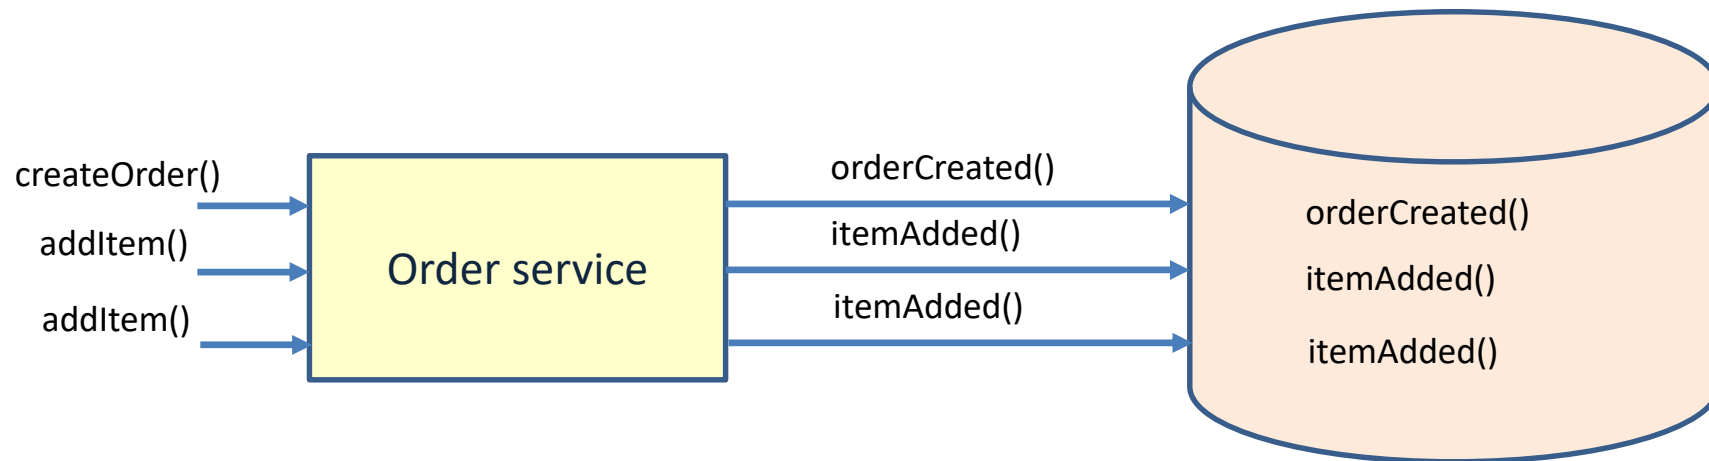 createOrder()
addItem()
addItem()
Order service
orderCreated()
itemAdded()
itemAdded()
orderCreated()
itemAdded()
itemAdded()